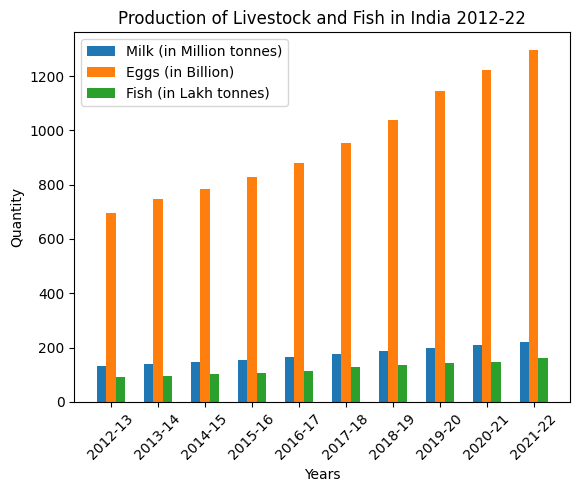 Production of Livestock and Fish in India 2012-22
Milk (in Million tonnes)
Eggs (in Billion)
Fish (in Lakh tonnes)
Quantity
1200
1000
800
600
400
200
0
2012-13
2013-14
2014-15
2015-16
2016-17
2017-18
2018-19
2019-20
2020-21
2021-22
Years